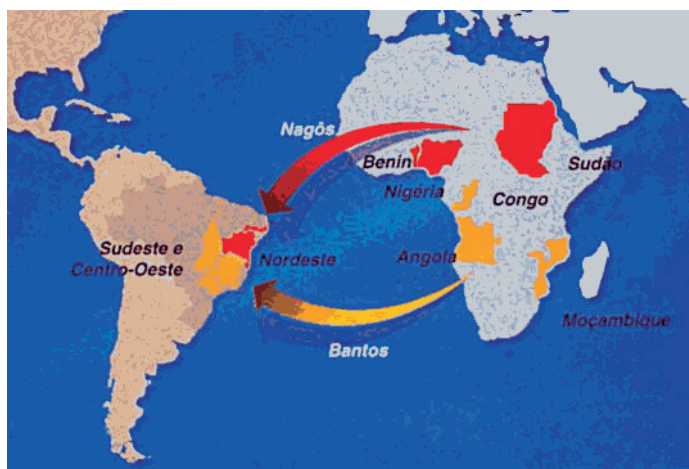 Nagôs
Benin
Sudão
Nigéria
Congo
Sudeste e
Centro-Oeste
Nordeste
Angola
Moçambique
Bantos